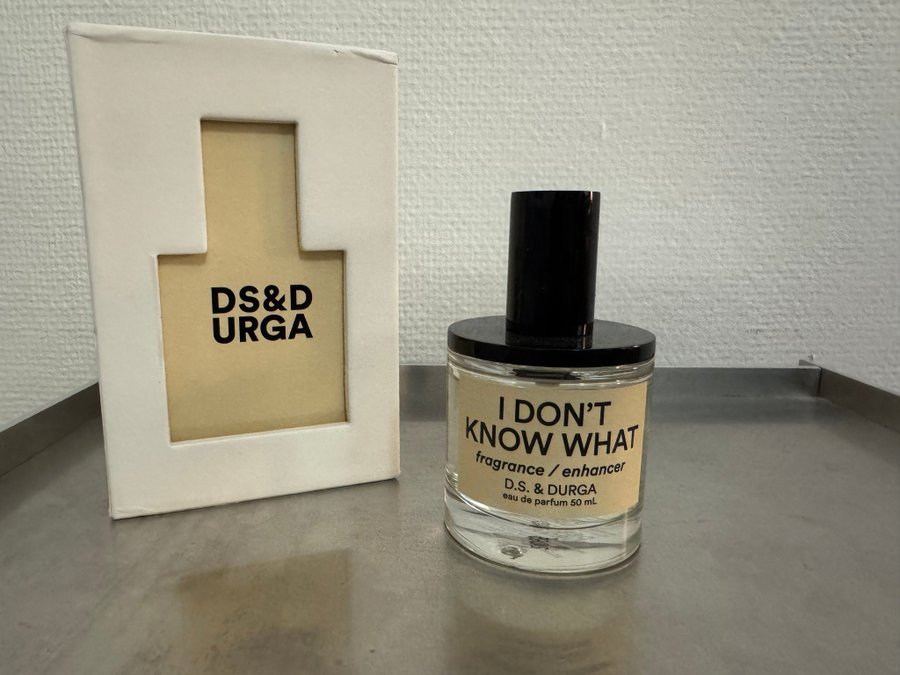 DS&D
URGA
I DON'T
KNOW WHAT
fragrance / enhancer
D.S. & DURGA
eau de parfum 50 mL